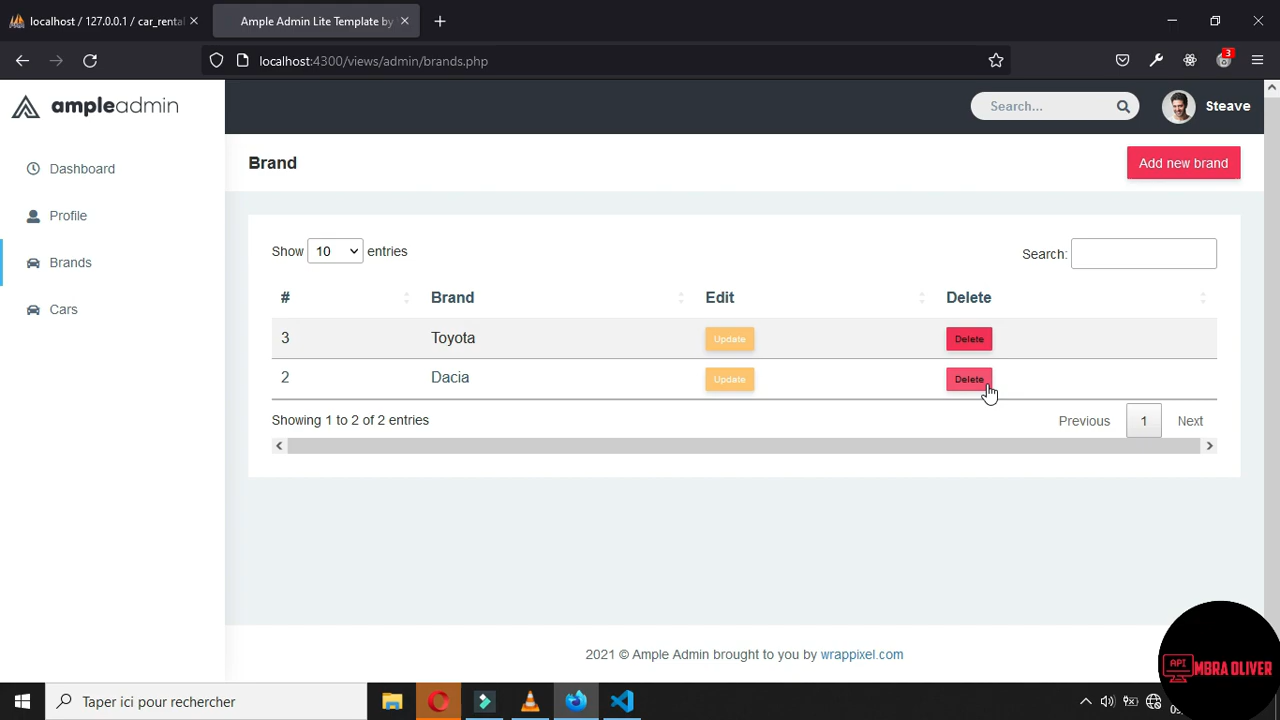 localhost / 127.0.0.1 / car_rental
Ample Admin Lite Template by
localhost:4300/views/admin/brands.php
3
ampleadmin
Search...
Steave
Dashboard
Profile
Brands
Cars
Brand
Add new brand
Show 10 entries
Search:
# Brand Edit Delete
3 Toyota Update Delete
2 Dacia Update Delete
Showing 1 to 2 of 2 entries
Previous 1 Next
2021 © Ample Admin brought to you by wrappixel.com
API
MBRA OLIVER
Taper ici pour rechercher